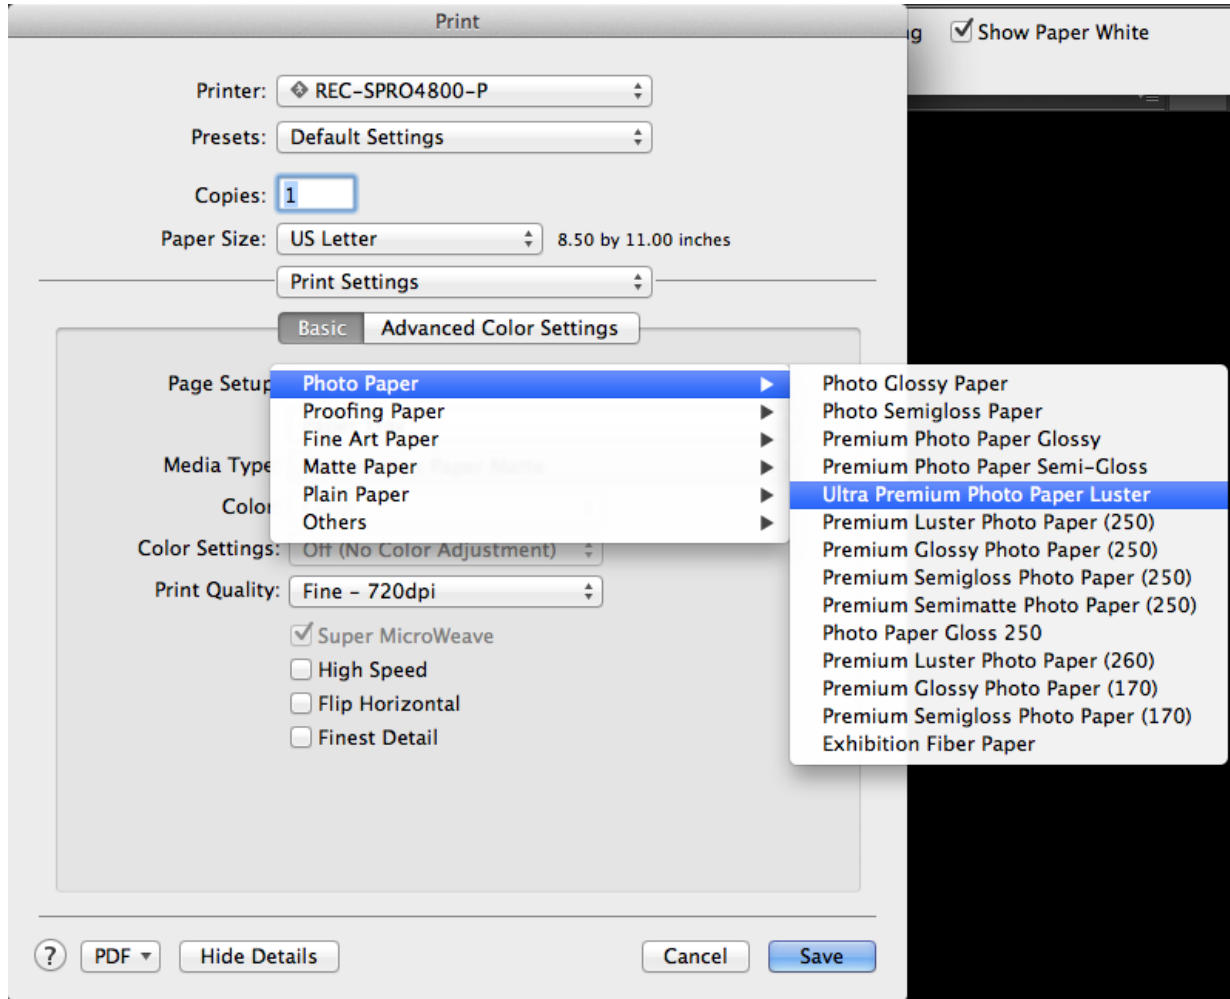 Print
g Show Paper White
Printer: REC-SPRO4800-P
Presets: Default Settings
Copies: 1
Paper Size: US Letter 8.50 by 11.00 inches
Print Settings
Basic Advanced Color Settings
Page Setup
Media Type
Color
Color Settings: Off (No Color Adjustment)
Print Quality: Fine - 720dpi
Super MicroWeave
High Speed
Flip Horizontal
Finest Detail
Photo Paper
Proofing Paper
Fine Art Paper
Matte Paper
Plain Paper
Others
Photo Glossy Paper
Photo Semigloss Paper
Premium Photo Paper Glossy
Premium Photo Paper Semi-Gloss
Ultra Premium Photo Paper Luster
Premium Luster Photo Paper (250)
Premium Glossy Photo Paper (250)
Premium Semigloss Photo Paper (250)
Premium Semimatte Photo Paper (250)
Photo Paper Gloss 250
Premium Luster Photo Paper (260)
Premium Glossy Photo Paper (170)
Premium Semigloss Photo Paper (170)
Exhibition Fiber Paper
? PDF Hide Details Cancel Save